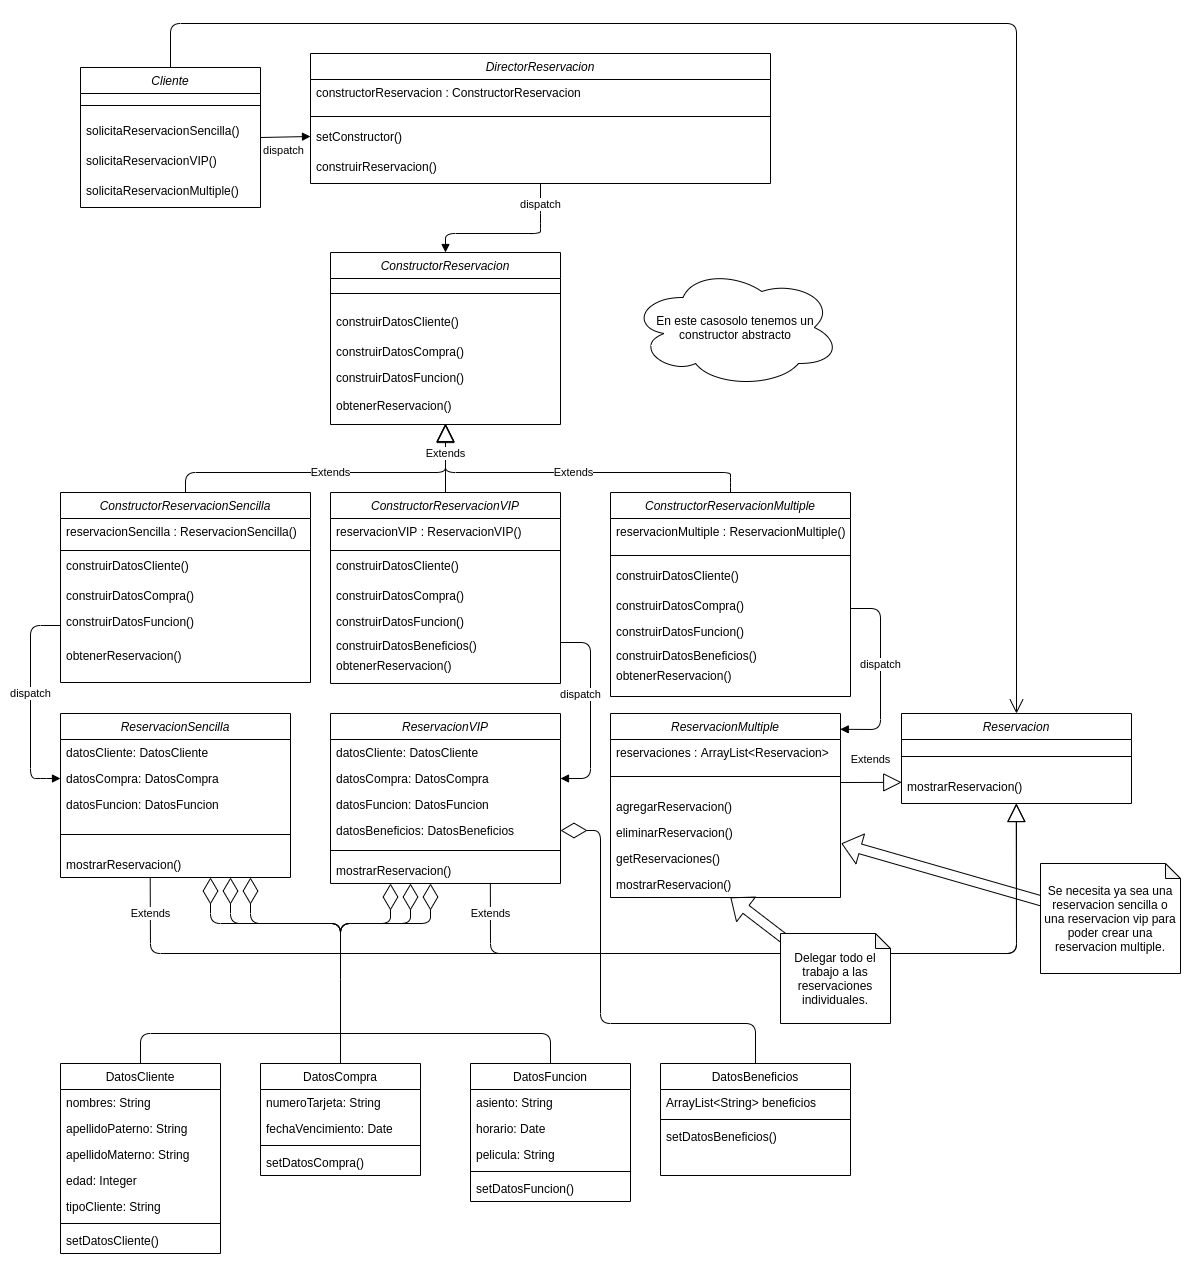 Cliente
solicitaReservacionSencilla()
solicitaReservacionVIP()
solicitaReservacionMultiple()
dispatch
DirectorReservacion
constructorReservacion : ConstructorReservacion
setConstructor()
construirReservacion()
dispatch
ConstructorReservacion
construirDatosCliente()
construirDatosCompra()
construirDatosFuncion()
obtenerReservacion()
En este casosolo tenemos un
constructor abstracto
Extends
Extends
Extends
ConstructorReservacionSencilla
reservacionSencilla : ReservacionSencilla()
construirDatosCliente()
construirDatosCompra()
construirDatosFuncion()
obtenerReservacion()
ConstructorReservacionVIP
reservacionVIP : ReservacionVIP()
construirDatosCliente()
construirDatosCompra()
construirDatosFuncion()
construirDatosBeneficios()
obtenerReservacion()
ConstructorReservacionMultiple
reservacionMultiple : ReservacionMultiple()
construirDatosCliente()
construirDatosCompra()
construirDatosFuncion()
construirDatosBeneficios()
obtenerReservacion()
dispatch
dispatch
dispatch
ReservacionSencilla
datosCliente: DatosCliente
datosCompra: DatosCompra
datosFuncion: DatosFuncion
mostrarReservacion()
ReservacionVIP
datosCliente: DatosCliente
datosCompra: DatosCompra
datosFuncion: DatosFuncion
datosBeneficios: DatosBeneficios
mostrarReservacion()
ReservacionMultiple
reservaciones : ArrayList<Reservacion>
agregarReservacion()
eliminarReservacion()
getReservaciones()
mostrarReservacion()
Extends
Reservacion
mostrarReservacion()
Extends
Extends
Se necesita ya sea una
reservacion sencilla o
una reservacion vip para
poder crear una
reservacion multiple.
Delegar todo el
trabajo a las
reservaciones
individuales.
DatosCliente
nombres: String
apellidoPaterno: String
apellidoMaterno: String
edad: Integer
tipoCliente: String
setDatosCliente()
DatosCompra
numeroTarjeta: String
fechaVencimiento: Date
setDatosCompra()
DatosFuncion
asiento: String
horario: Date
pelicula: String
setDatosFuncion()
DatosBeneficios
ArrayList<String> beneficios
setDatosBeneficios()